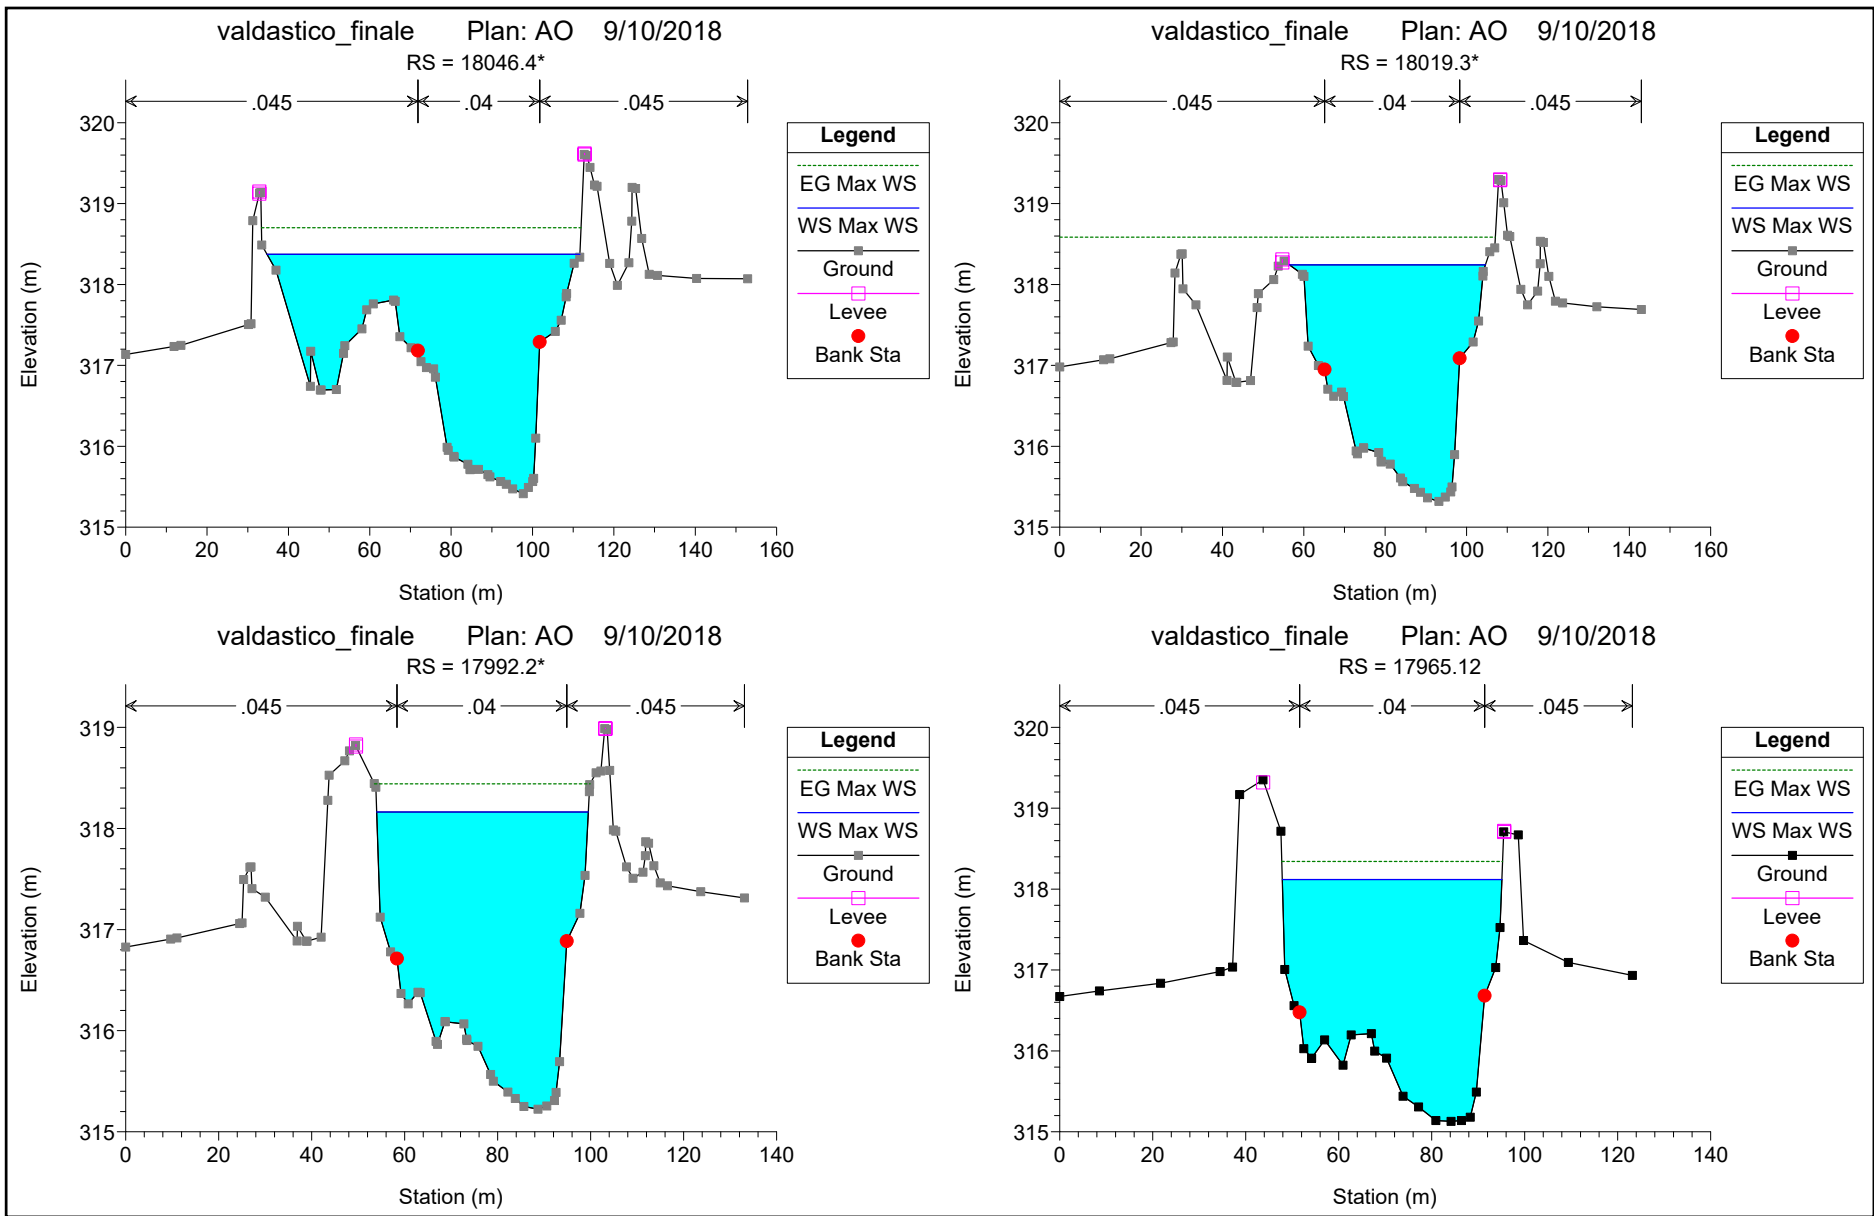 valdastico_finale Plan: AO 9/10/2018
RS = 18046.4*
.045 .04 .045
320
319
318
317
316
315
Elevation (m)
0 20 40 60 80 100 120 140 160
Station (m)
Legend
EG Max WS
WS Max WS
Ground
Levee
Bank Sta
valdastico_finale Plan: AO 9/10/2018
RS = 18019.3*
.045 .04 .045
320
319
318
317
316
315
Elevation (m)
0 20 40 60 80 100 120 140 160
Station (m)
Legend
EG Max WS
WS Max WS
Ground
Levee
Bank Sta
valdastico_finale Plan: AO 9/10/2018
RS = 17992.2*
.045 .04 .045
319
318
317
316
315
Elevation (m)
0 20 40 60 80 100 120 140
Station (m)
Legend
EG Max WS
WS Max WS
Ground
Levee
Bank Sta
valdastico_finale Plan: AO 9/10/2018
RS = 17965.12
.045 .04 .045
320
319
318
317
316
315
Elevation (m)
0 20 40 60 80 100 120 140
Station (m)
Legend
EG Max WS
WS Max WS
Ground
Levee
Bank Sta